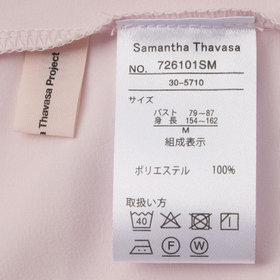 Samantha Thavasa
NO. 726101SM
30-5710
サイズ
バスト 79~87
身長 154~162
M
組成表示
ポリエステル 100%
取扱い方
40
F W
a Thavasa Project